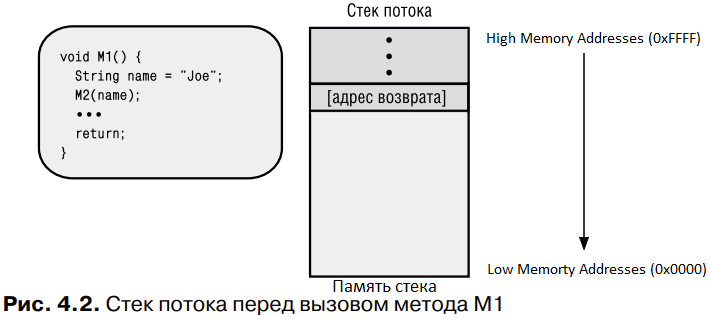 void M1() {
String name = "Joe";
M2(name);
•••
return;
}
Стек потока
[адрес возврата]
Память стека
High Memory Addresses (0xFFFF)
Low Memorty Addresses (0x0000)
Рис. 4.2. Стек потока перед вызовом метода M1